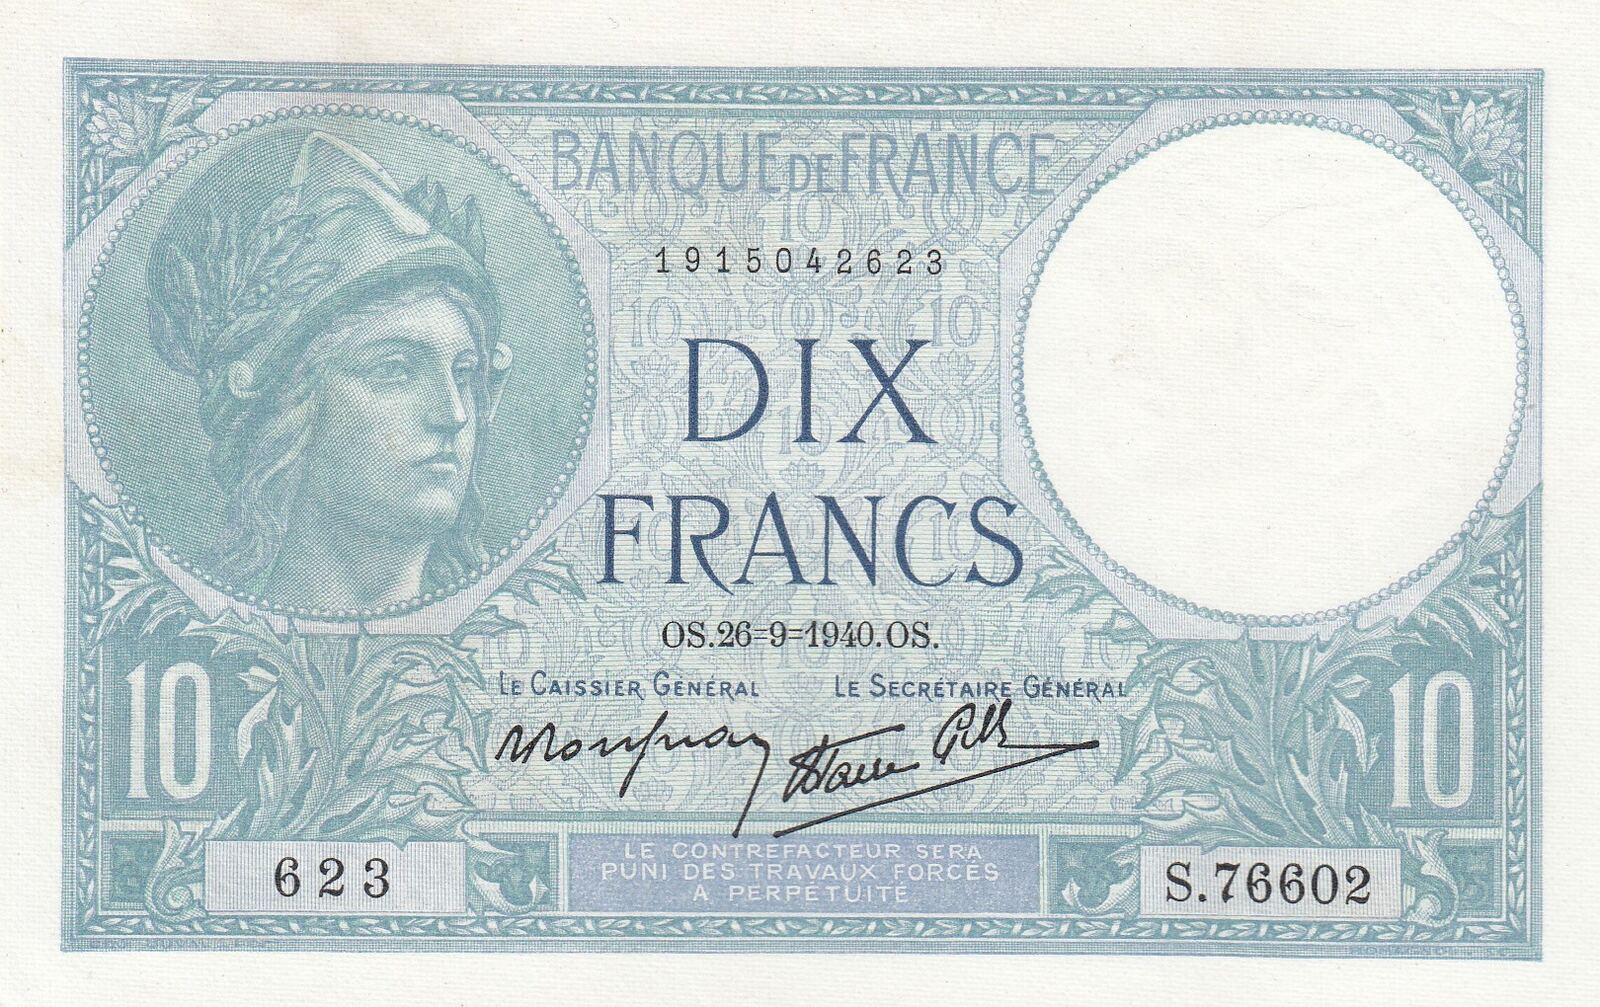 BANQUE DE FRANCE
1915042623
DIX
FRANCS
OS.26=9=1940.OS.
LE CAISSIER GÉNÉRAL LE SECRÉTAIRE GÉNÉRAL
10 10
LE CONTREFACTEUR SERA
PUNI DES TRAVAUX FORCÉS
A PERPÉTUITÉ
623 S.76602